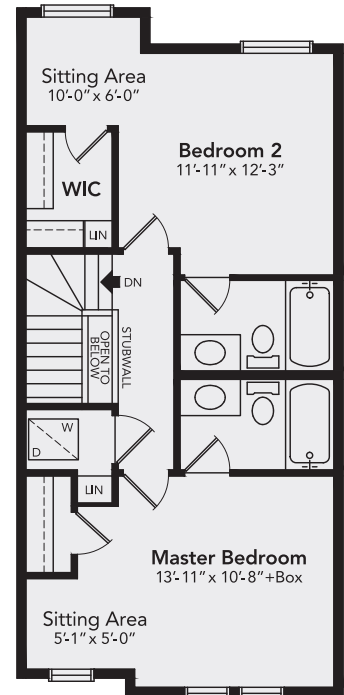 Sitting Area
10'-0" x 6'-0"
Bedroom 2
11'-11" x 12'-3"
WIC
LIN
DN
STUBWALL
OPEN TO
BELOW
W
D
LIN
Master Bedroom
13'-11" x 10'-8"+Box
Sitting Area
5'-1" x 5'-0"